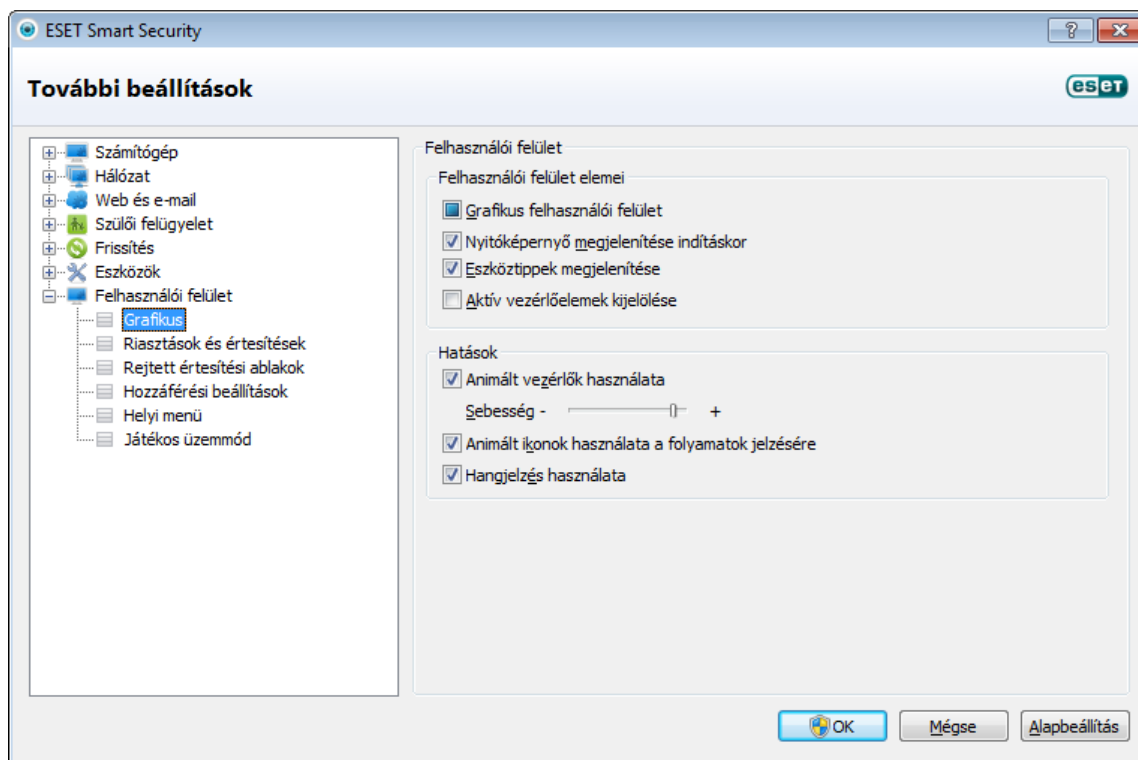 ESET Smart Security
További beállítások
eset
Számítógép
Hálózat
Web és e-mail
Szülői felügyelet
Frissítés
Eszközök
Felhasználói felület
Grafikus
Riasztások és értesítések
Rejtett értesítési ablakok
Hozzáférési beállítások
Helyi menü
Játékos üzemmód
Felhasználói felület
Felhasználói felület elemei
Grafikus felhasználói felület
Nyitóképernyő megjelenítése indításkor
Eszköztippek megjelenítése
Aktív vezérlőelemek kijelölése
Hatások
Animált vezérlők használata
Sebesség - +
Animált ikonok használata a folyamatok jelzésére
Hangjelzés használata
OK Mégse Alapbeállítás